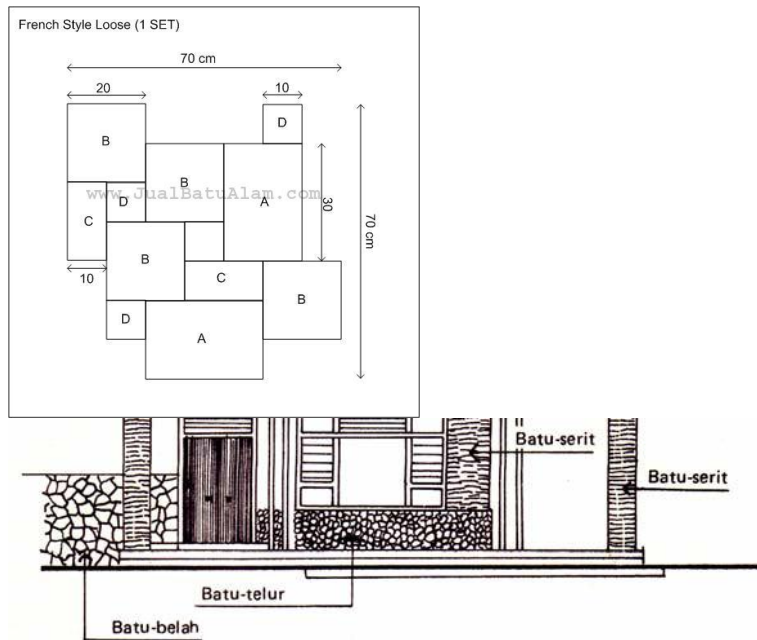 French Style Loose (1 SET)
70 cm
20
10
D
B
B
www.JualBatuAlam.com
D
A
30
C
70 cm
B
C
10
B
D
A
Batu-serit
Batu-serit
Batu-telur
Batu-belah